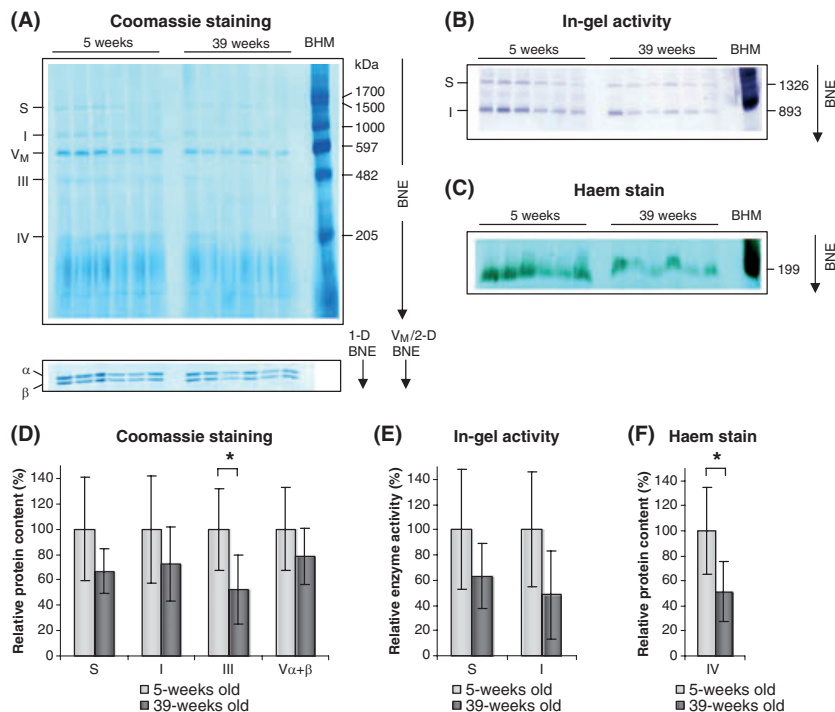 (A) Coomassie staining
5 weeks 39 weeks BHM
kDa
1700
S 1500
I 1000
VM 597
III 482
IV 205
BNE
1-D BNE
VM/2-D BNE
α
β
(B) In-gel activity
5 weeks 39 weeks BHM
S 1326
I 893
BNE
(C) Haem stain
5 weeks 39 weeks BHM
199
BNE
(D) Coomassie staining
Relative protein content (%)
140
120
100
80
60
40
20
0
*
S I III Vα+β
5-weeks old
39-weeks old
(E) In-gel activity
Relative enzyme activity (%)
140
120
100
80
60
40
20
0
S I
5-weeks old
39-weeks old
(F) Haem stain
Relative protein content (%)
140
120
100
80
60
40
20
0
*
IV
5-weeks old
39-weeks old